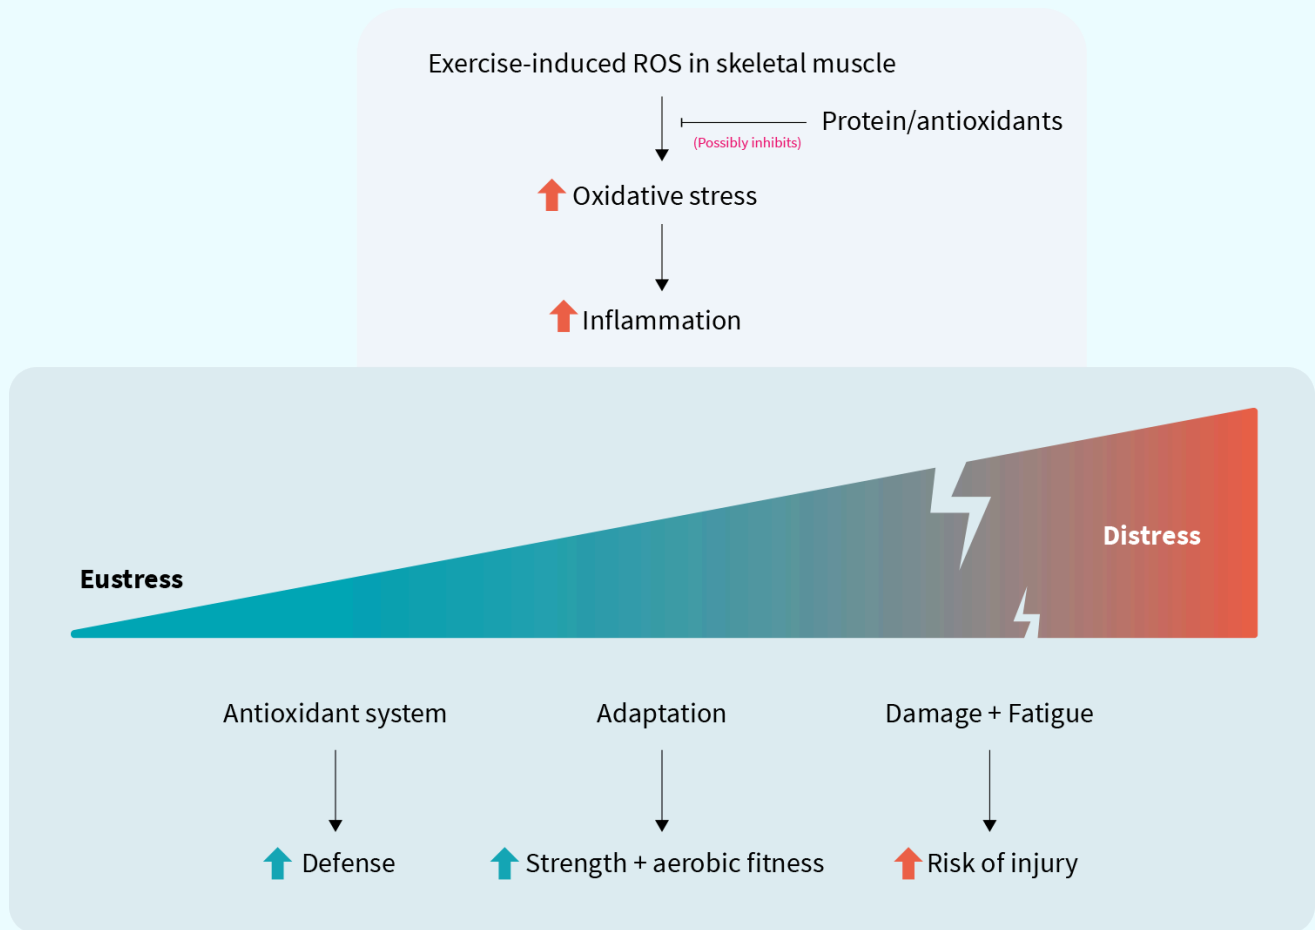 Exercise-induced ROS in skeletal muscle
Protein/antioxidants
(Possibly inhibits)
Oxidative stress
Inflammation
Eustress
Distress
Antioxidant system
Adaptation
Damage + Fatigue
Defense
Strength + aerobic fitness
Risk of injury